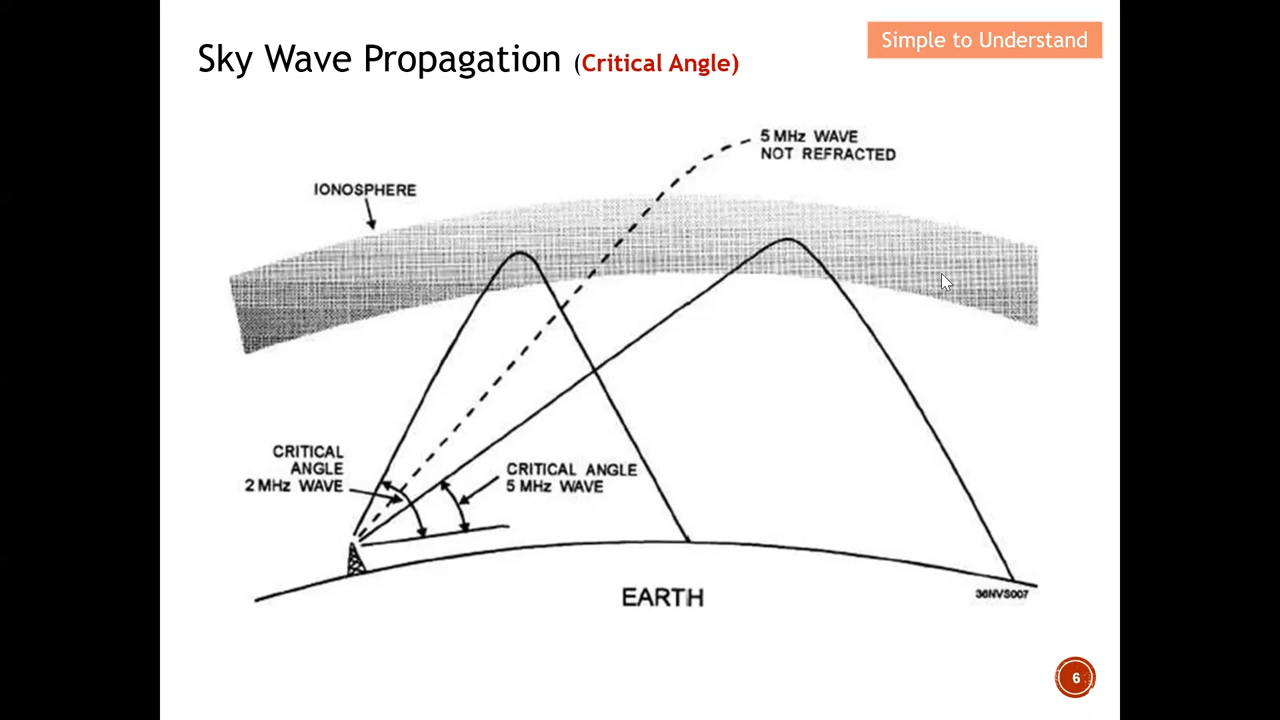 Simple to Understand
Sky Wave Propagation (Critical Angle)
5 MHz WAVE
NOT REFRACTED
IONOSPHERE
CRITICAL
ANGLE
2 MHz WAVE
CRITICAL ANGLE
5 MHz WAVE
EARTH
36NVS007
6